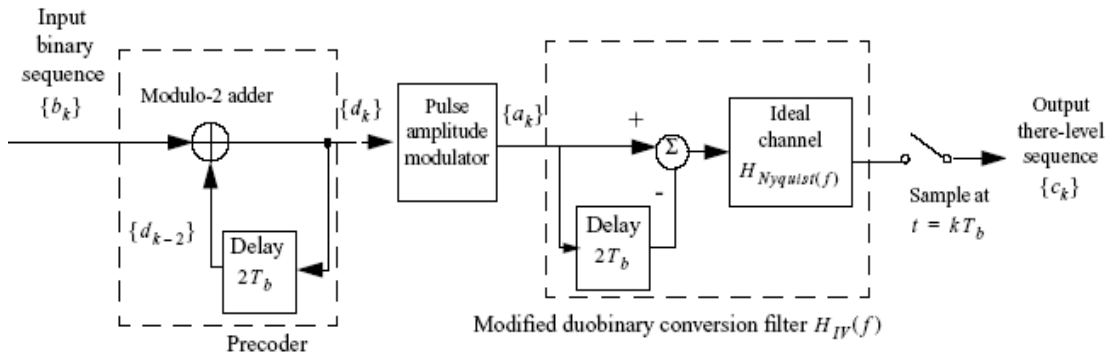 Input
binary
sequence
{b_k}
Modulo-2 adder
{d_k}
Pulse
amplitude
modulator
{a_k}
+
Σ
-
Ideal
channel
H_Nyquist(f)
Output
there-level
sequence
{c_k}
Sample at
t = kT_b
{d_{k-2}}
Delay
2T_b
Delay
2T_b
Precoder
Modified duobinary conversion filter H_IV(f)